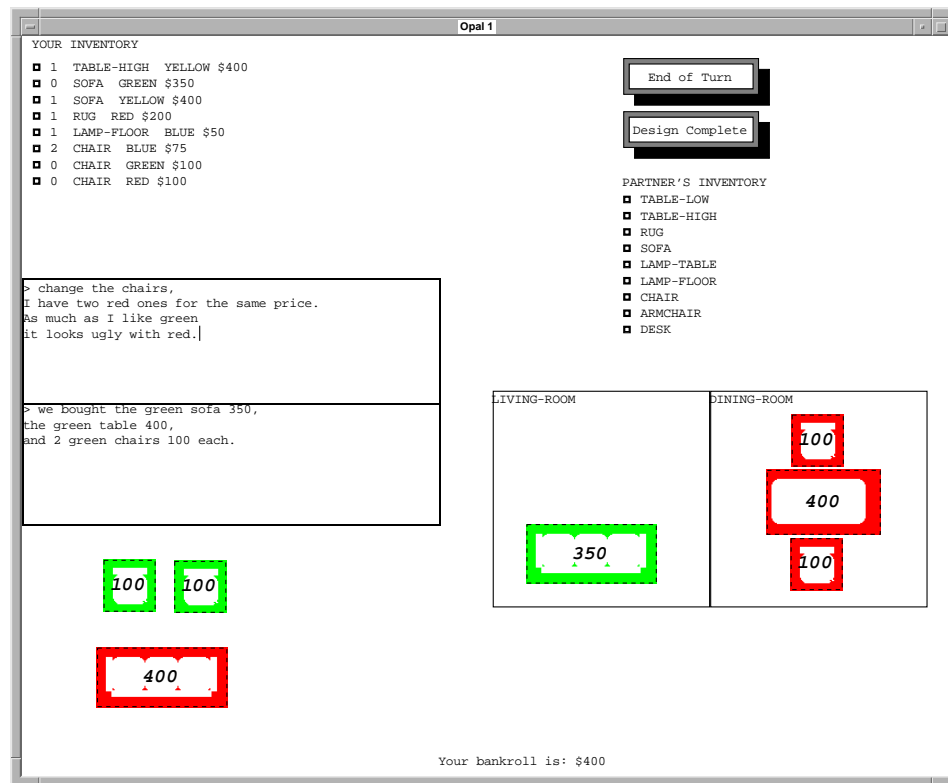 Opal 1
YOUR INVENTORY
1 TABLE-HIGH YELLOW $400
0 SOFA GREEN $350
1 SOFA YELLOW $400
1 RUG RED $200
1 LAMP-FLOOR BLUE $50
2 CHAIR BLUE $75
0 CHAIR GREEN $100
0 CHAIR RED $100
End of Turn
Design Complete
PARTNER'S INVENTORY
TABLE-LOW
TABLE-HIGH
RUG
SOFA
LAMP-TABLE
LAMP-FLOOR
CHAIR
ARMCHAIR
DESK
> change the chairs,
I have two red ones for the same price.
As much as I like green
it looks ugly with red.
> we bought the green sofa 350,
the green table 400,
and 2 green chairs 100 each.
LIVING-ROOM
DINING-ROOM
100
400
100
350
100
100
400
Your bankroll is: $400